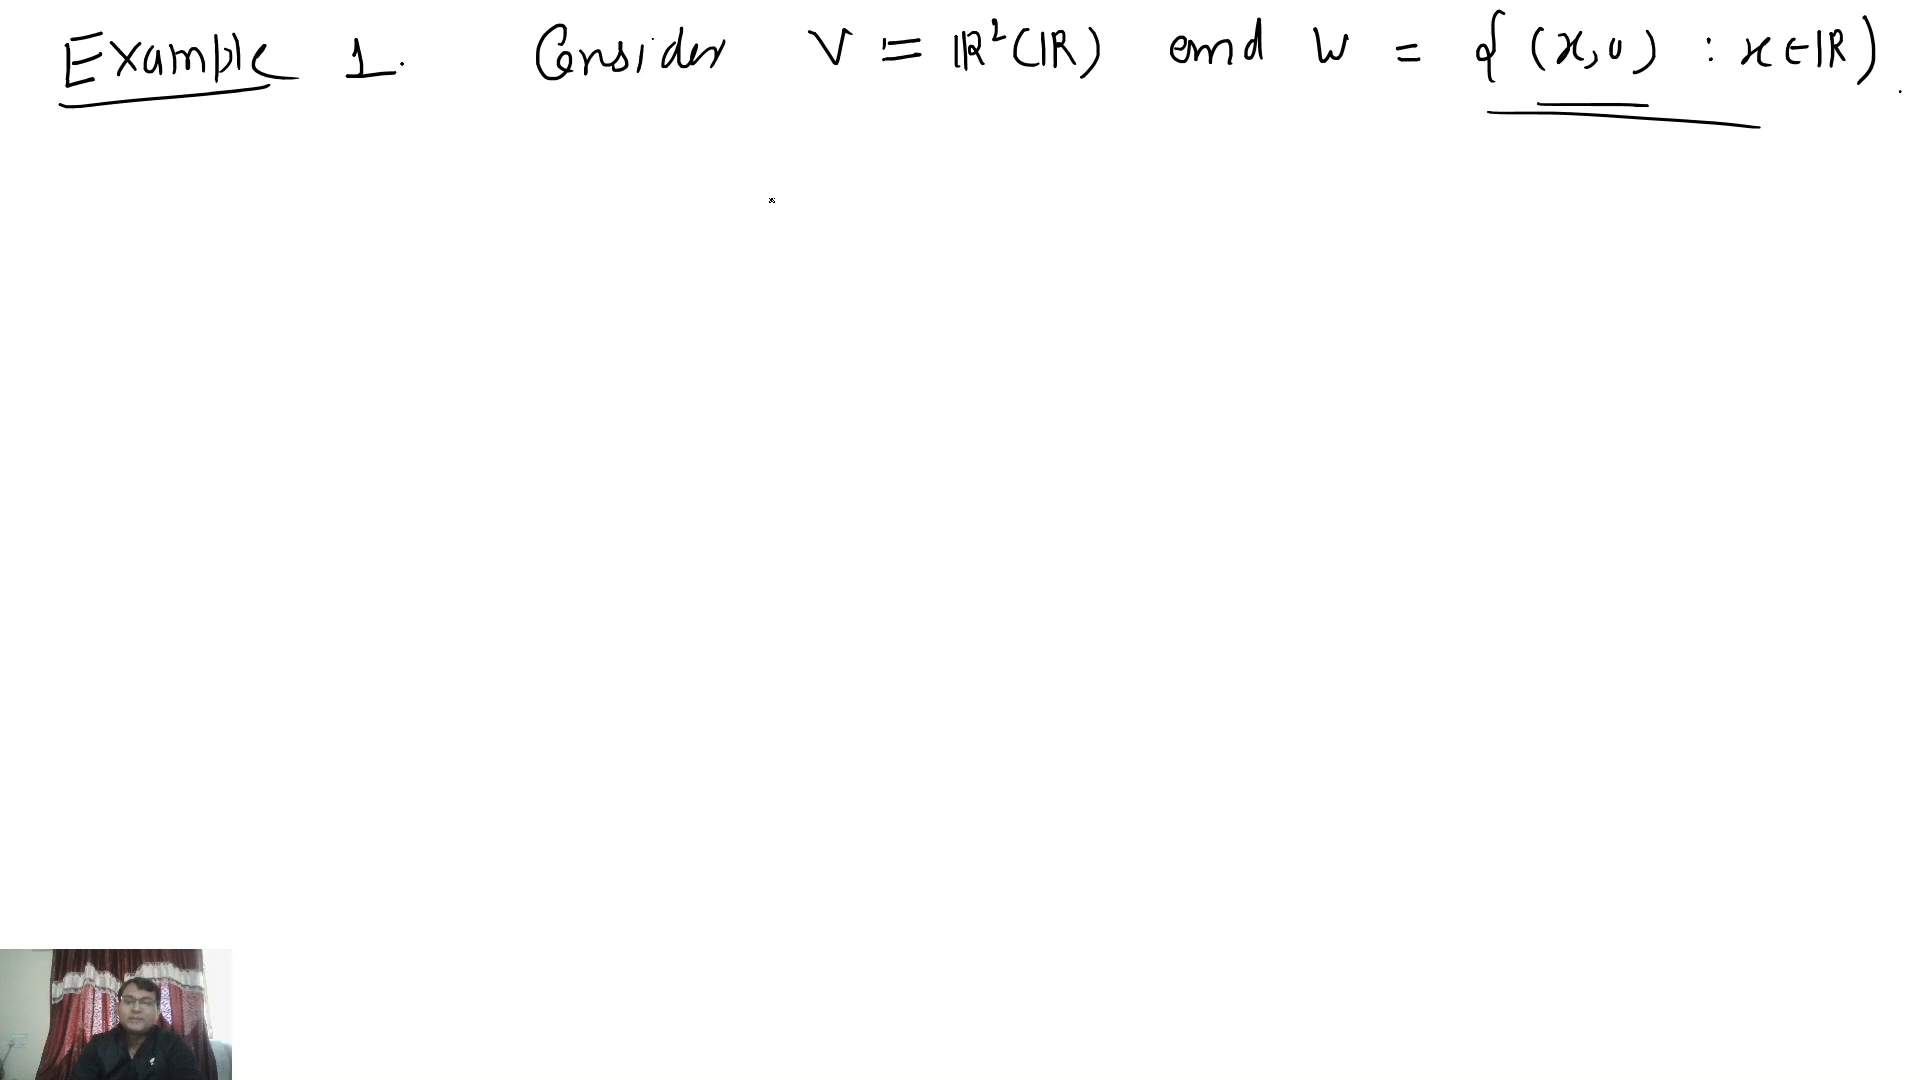 Example 1. Consider V := ℝ²(ℝ) and W = { (x,0) : x∈ℝ) .